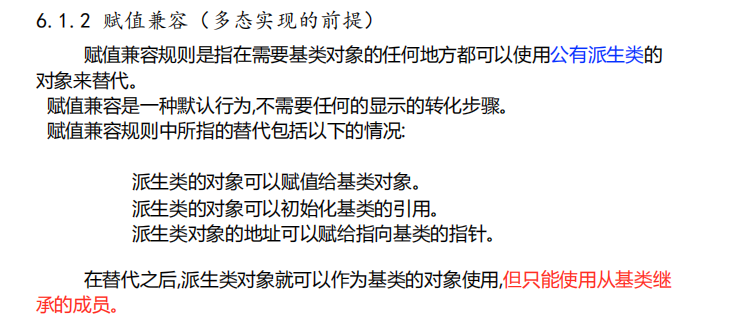 6.1.2 赋值兼容（多态实现的前提）
赋值兼容规则是指在需要基类对象的任何地方都可以使用公有派生类的
对象来替代。
赋值兼容是一种默认行为,不需要任何的显示的转化步骤。
赋值兼容规则中所指的替代包括以下的情况:
派生类的对象可以赋值给基类对象。
派生类的对象可以初始化基类的引用。
派生类对象的地址可以赋给指向基类的指针。
在替代之后,派生类对象就可以作为基类的对象使用,但只能使用从基类继
承的成员。